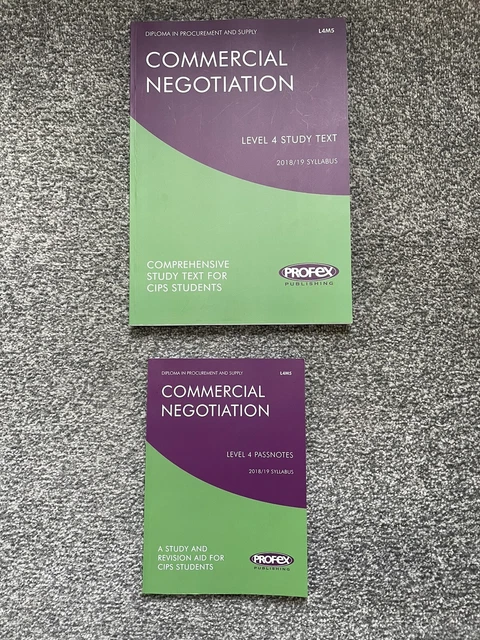 DIPLOMA IN PROCUREMENT AND SUPPLY L4M5
COMMERCIAL
NEGOTIATION
LEVEL 4 STUDY TEXT
2018/19 SYLLABUS
COMPREHENSIVE
STUDY TEXT FOR
CIPS STUDENTS
PROFEX
PUBLISHING
DIPLOMA IN PROCUREMENT AND SUPPLY L4M5
COMMERCIAL
NEGOTIATION
LEVEL 4 PASSNOTES
2018/19 SYLLABUS
A STUDY AND
REVISION AID FOR
CIPS STUDENTS
PROFEX
PUBLISHING